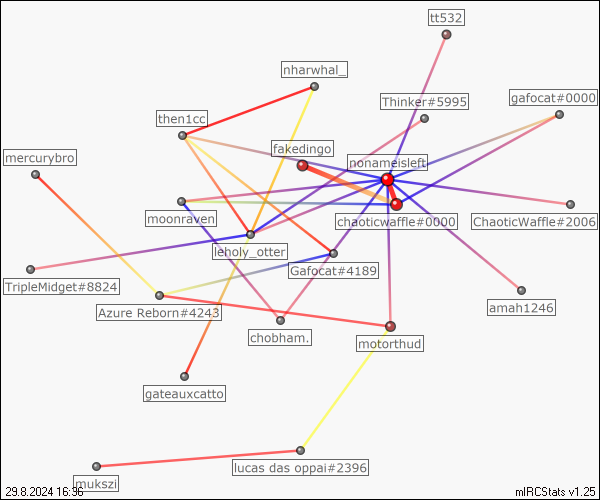 tt532
nharwhal_
Thinker#5995
gafocat#0000
then1cc
fakedingo
mercurybro
nonameisleft
moonraven
chaoticwaffle#0000
ChaoticWaffle#2006
leholy_otter
Gafocat#4189
TripleMidget#8824
Azure Reborn#4243
amah1246
chobham.
motorthud
gateauxcatto
lucas das oppai#2396
mukszi
29.8.2024 16:36
mIRCStats v1.25